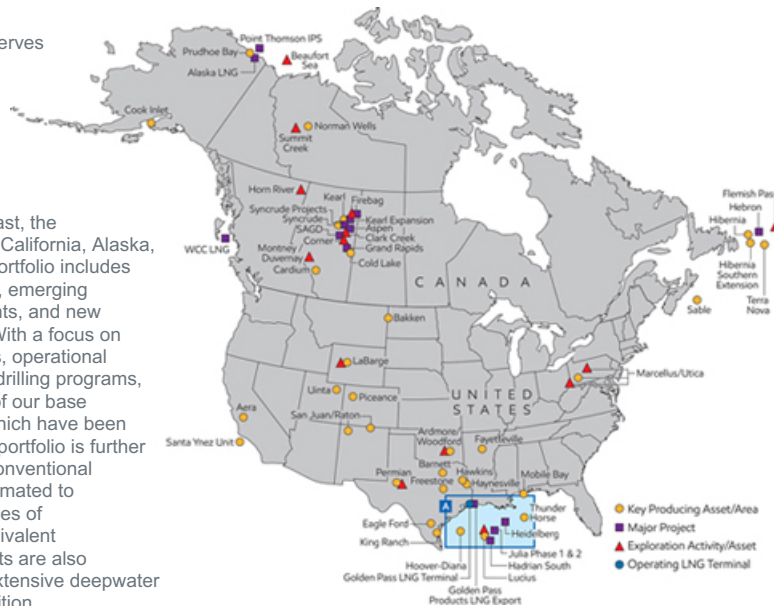 erves
ast, the
California, Alaska,
ortfolio includes
, emerging
nts, and new
With a focus on
s, operational
drilling programs,
of our base
which have been
portfolio is further
conventional
mated to
es of
ivalent
ts are also
xtensive deepwater
ition
Point Thomson IPS
Prudhoe Bay
Beaufort
Sea
Alaska LNG
Cook Inlet
Norman Wells
Summit
Creek
Horn River
Kearl
Firebag
Syncrude Projects
Kearl Expansion
Syncrude
/SAGD
Aspen
Clark Creek
Corner
Grand Rapids
WCC LNG
Montney/
Duvernay
Cold Lake
Cardium
CANADA
Flemish Pass
Hebron
Hibernia
Hibernia
Southern
Extension
Terra
Nova
Sable
Bakken
LaBarge
Marcellus/Utica
Uinta
Piceance
UNITED
STATES
Aera
San Juan/Raton
Santa Ynez Unit
Ardmore/
Woodford
Fayetteville
Barnett
Hawkins
Mobile Bay
Permian
Freestone
Haynesville
A
Thunder
Horse
Eagle Ford
Heidelberg
King Ranch
Julia Phase 1 & 2
Hoover-Diana
Hadrian South
Golden Pass LNG Terminal
Lucius
Golden Pass
Products LNG Export
Key Producing Asset/Area
Major Project
Exploration Activity/Asset
Operating LNG Terminal